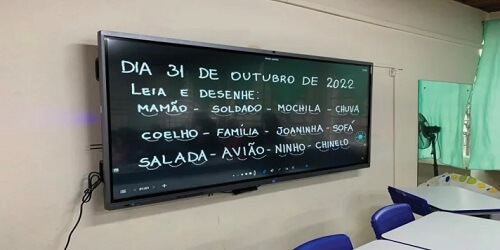 DIA 31 DE OUTUBRO DE 2022
LEIA E DESENHE:
MAMÃO - SOLDADO - MOCHILA - CHUVA
COELHO - FAMÍLIA - JOANINHA - SOFÁ
SALADA - AVIÃO - NINHO - CHINELO